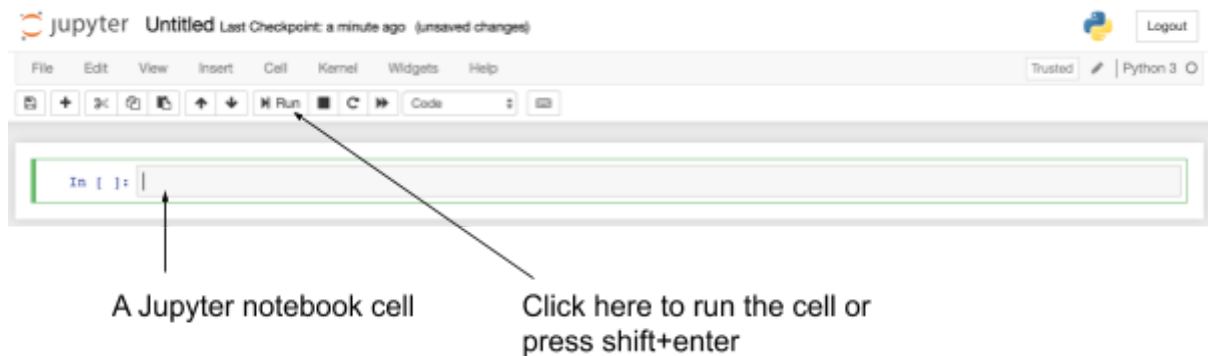 jupyter Untitled Last Checkpoint: a minute ago (unsaved changes) Logout
File Edit View Insert Cell Kernel Widgets Help Trusted Python 3
Run Code
In [ ]:
A Jupyter notebook cell
Click here to run the cell or
press shift+enter